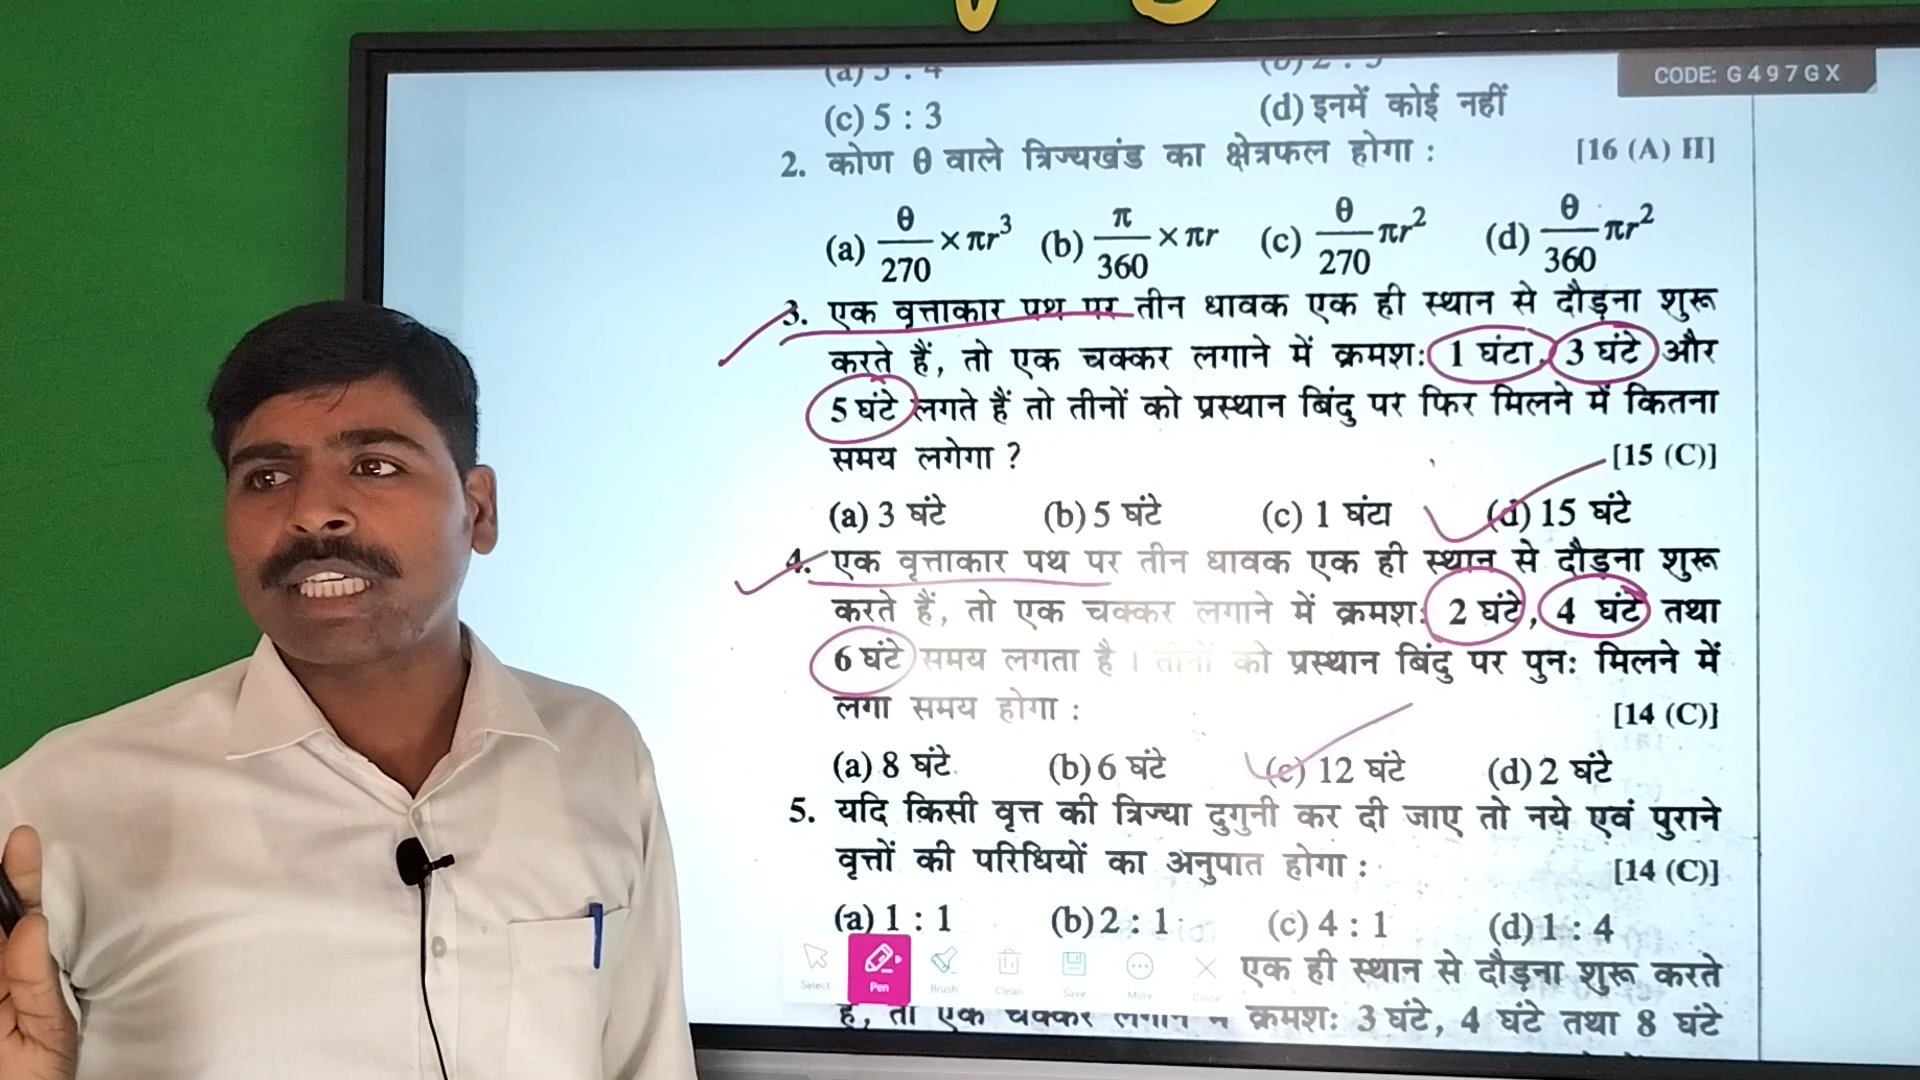 CODE: G497GX
(c) 5 : 3 (d) इनमें कोई नहीं
2. कोण θ वाले त्रिज्यखंड का क्षेत्रफल होगा : [16 (A) II]
(a) θ/270 × πr³ (b) π/360 × πr (c) θ/270 πr² (d) θ/360 πr²
3. एक वृत्ताकार पथ पर तीन धावक एक ही स्थान से दौड़ना शुरू
करते हैं, तो एक चक्कर लगाने में क्रमशः 1 घंटा, 3 घंटे और
5 घंटे लगते हैं तो तीनों को प्रस्थान बिंदु पर फिर मिलने में कितना
समय लगेगा ? [15 (C)]
(a) 3 घंटे (b) 5 घंटे (c) 1 घंटा (d) 15 घंटे
4. एक वृत्ताकार पथ पर तीन धावक एक ही स्थान से दौड़ना शुरू
करते हैं, तो एक चक्कर लगाने में क्रमशः 2 घंटे, 4 घंटे तथा
6 घंटे समय लगता है । तीनों को प्रस्थान बिंदु पर पुनः मिलने में
लगा समय होगा : [14 (C)]
(a) 8 घंटे (b) 6 घंटे (c) 12 घंटे (d) 2 घंटे
5. यदि किसी वृत्त की त्रिज्या दुगुनी कर दी जाए तो नये एवं पुराने
वृत्तों की परिधियों का अनुपात होगा : [14 (C)]
(a) 1 : 1 (b) 2 : 1 (c) 4 : 1 (d) 1 : 4
एक ही स्थान से दौड़ना शुरू करते
Select Pen Brush Clean Save More Close
हैं, तो एक चक्कर लगाने में क्रमशः 3 घंटे, 4 घंटे तथा 8 घंटे